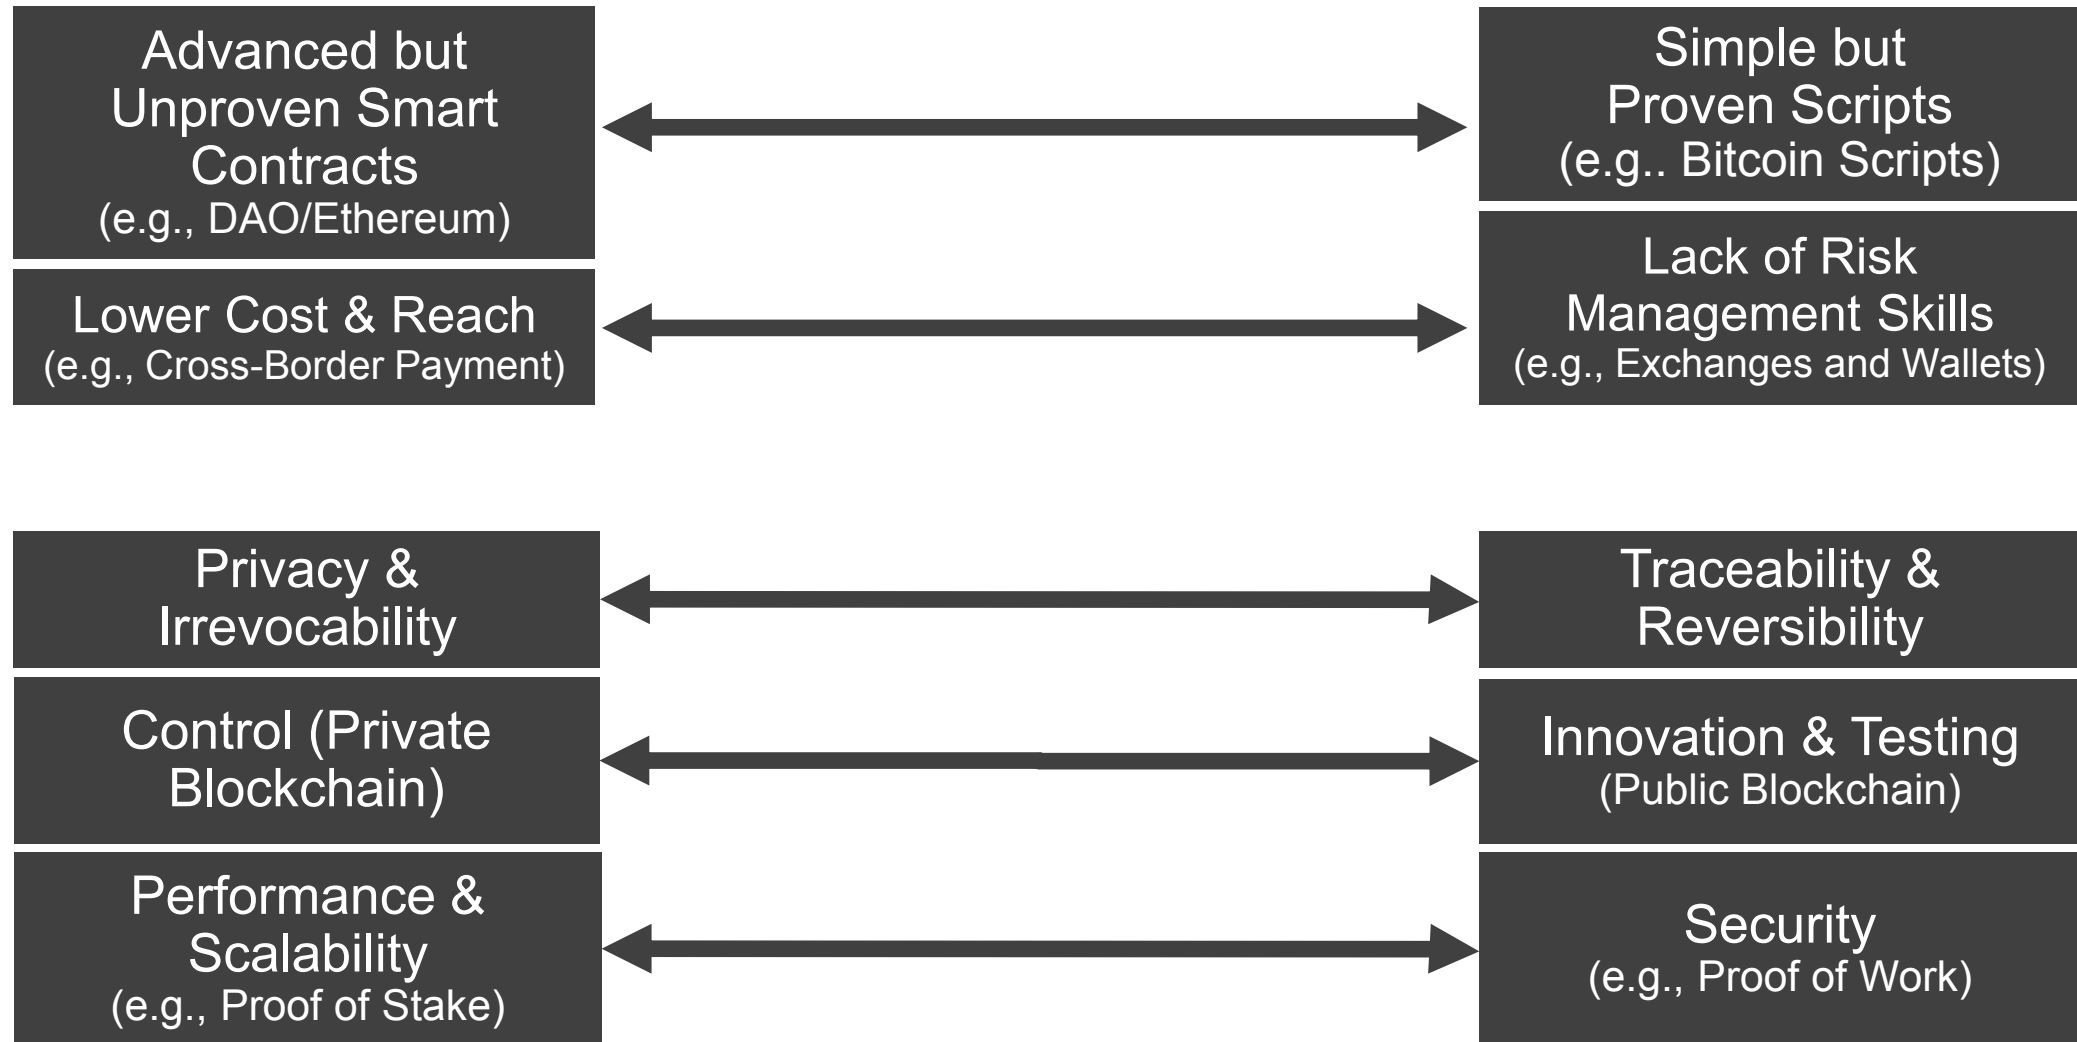 Advanced but
Unproven Smart
Contracts
(e.g., DAO/Ethereum)
Simple but
Proven Scripts
(e.g.. Bitcoin Scripts)
Lower Cost & Reach
(e.g., Cross-Border Payment)
Lack of Risk
Management Skills
(e.g., Exchanges and Wallets)
Privacy &
Irrevocability
Traceability &
Reversibility
Control (Private
Blockchain)
Innovation & Testing
(Public Blockchain)
Performance &
Scalability
(e.g., Proof of Stake)
Security
(e.g., Proof of Work)